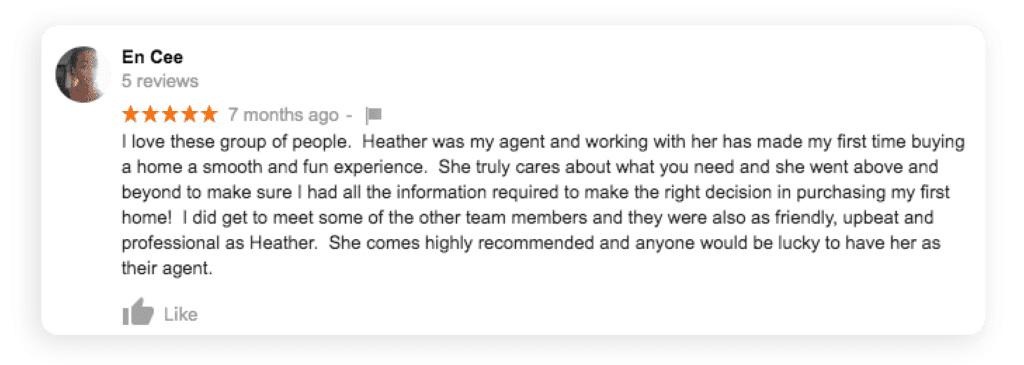 En Cee
5 reviews
7 months ago -
I love these group of people.  Heather was my agent and working with her has made my first time buying
a home a smooth and fun experience.  She truly cares about what you need and she went above and
beyond to make sure I had all the information required to make the right decision in purchasing my first
home!  I did get to meet some of the other team members and they were also as friendly, upbeat and
professional as Heather.  She comes highly recommended and anyone would be lucky to have her as
their agent.
Like